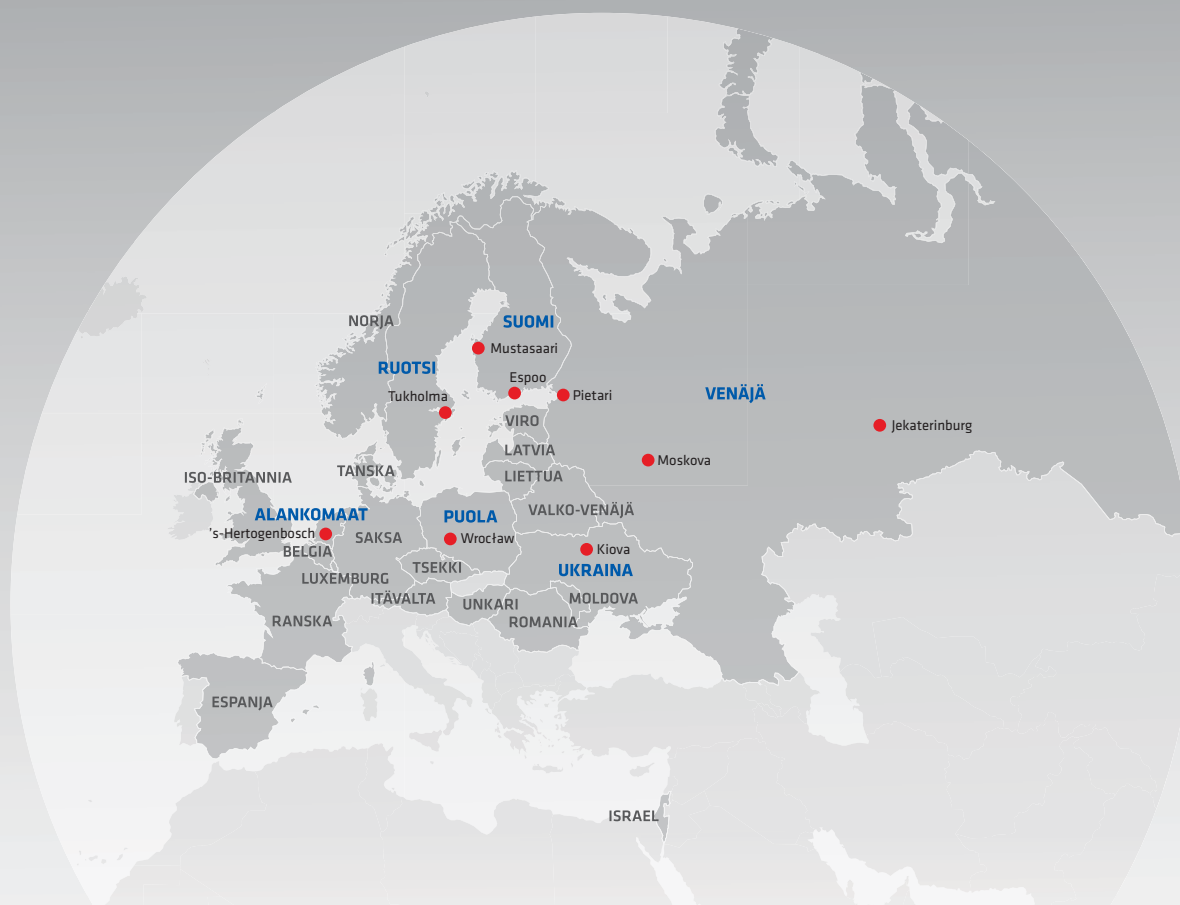 NORJA
SUOMI
Mustasaari
RUOTSI
Espoo
Tukholma
Pietari
VENÄJÄ
VIRO
Jekaterinburg
LATVIA
Moskova
TANSKA
ISO-BRITANNIA
LIETTUA
ALANKOMAAT
PUOLA
VALKO-VENÄJÄ
's-Hertogenbosch
SAKSA
Wrocław
BELGIA
Kiova
TSEKKI
UKRAINA
LUXEMBURG
ITÄVALTA
UNKARI
MOLDOVA
RANSKA
ROMANIA
ESPANJA
ISRAEL